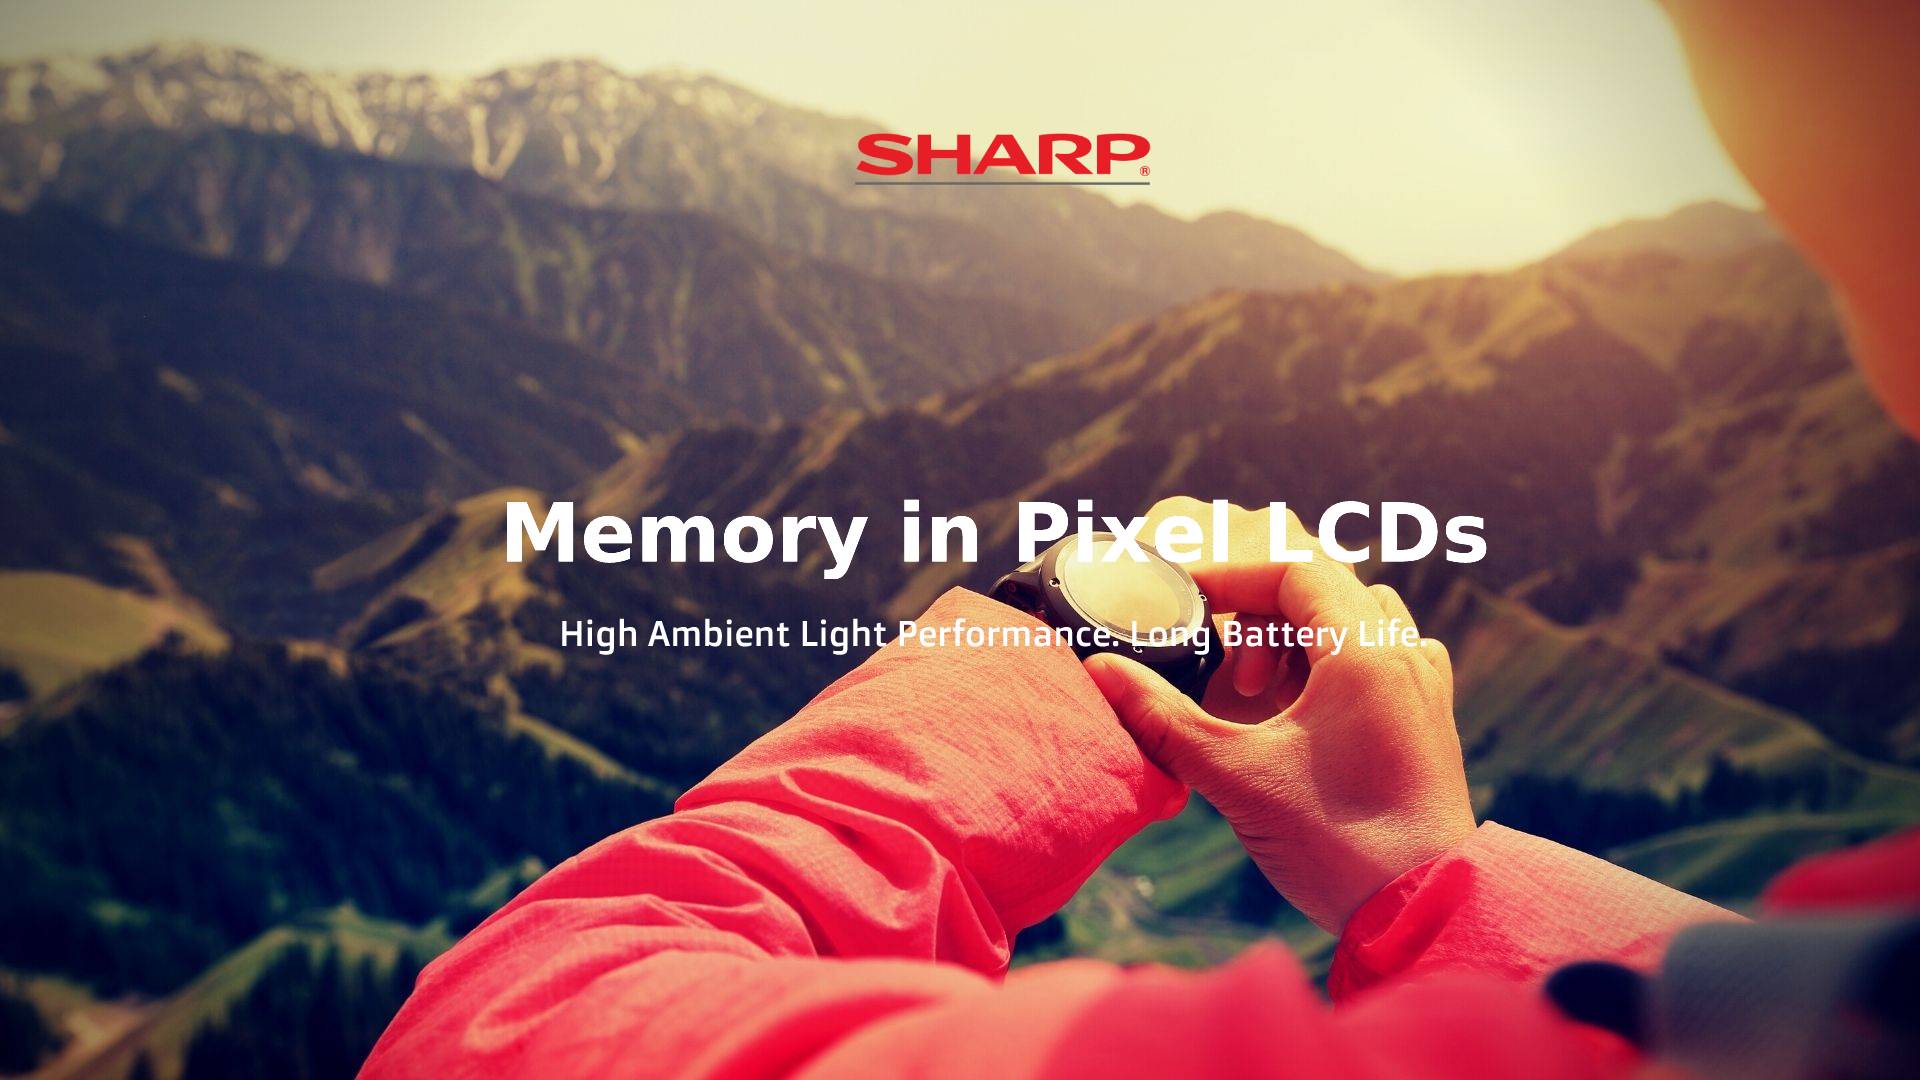 SHARP®
Memory in Pixel LCDs
High Ambient Light Performance. Long Battery Life.